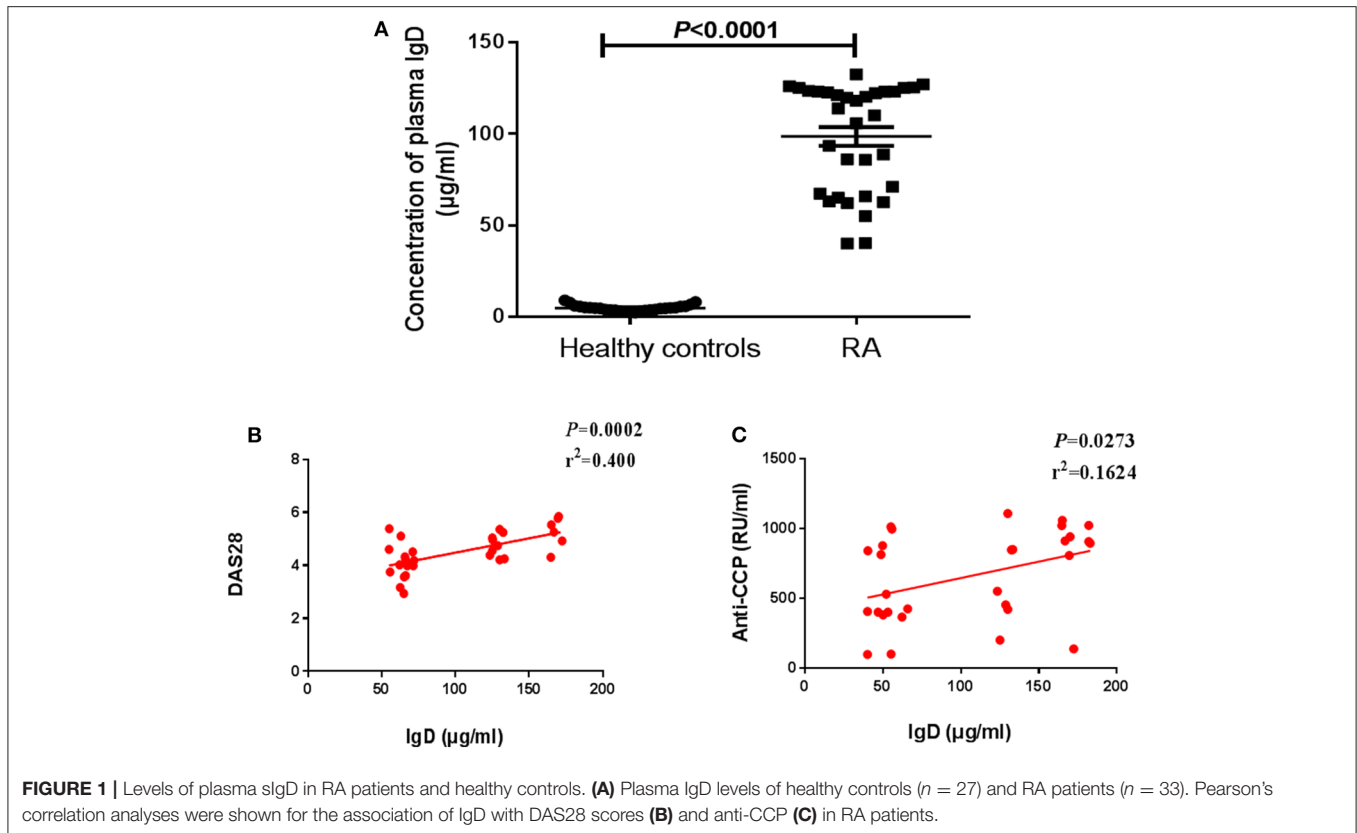 A
P<0.0001
Concentration of plasma IgD
(µg/ml)
150
100
50
0
Healthy controls
RA
B
P=0.0002
r²=0.400
DAS28
8
6
4
2
0
0
50
100
150
200
IgD (µg/ml)
C
P=0.0273
r²=0.1624
Anti-CCP (RU/ml)
1500
1000
500
0
0
50
100
150
200
IgD (µg/ml)
FIGURE 1 | Levels of plasma sIgD in RA patients and healthy controls. (A) Plasma IgD levels of healthy controls (n = 27) and RA patients (n = 33). Pearson's
correlation analyses were shown for the association of IgD with DAS28 scores (B) and anti-CCP (C) in RA patients.